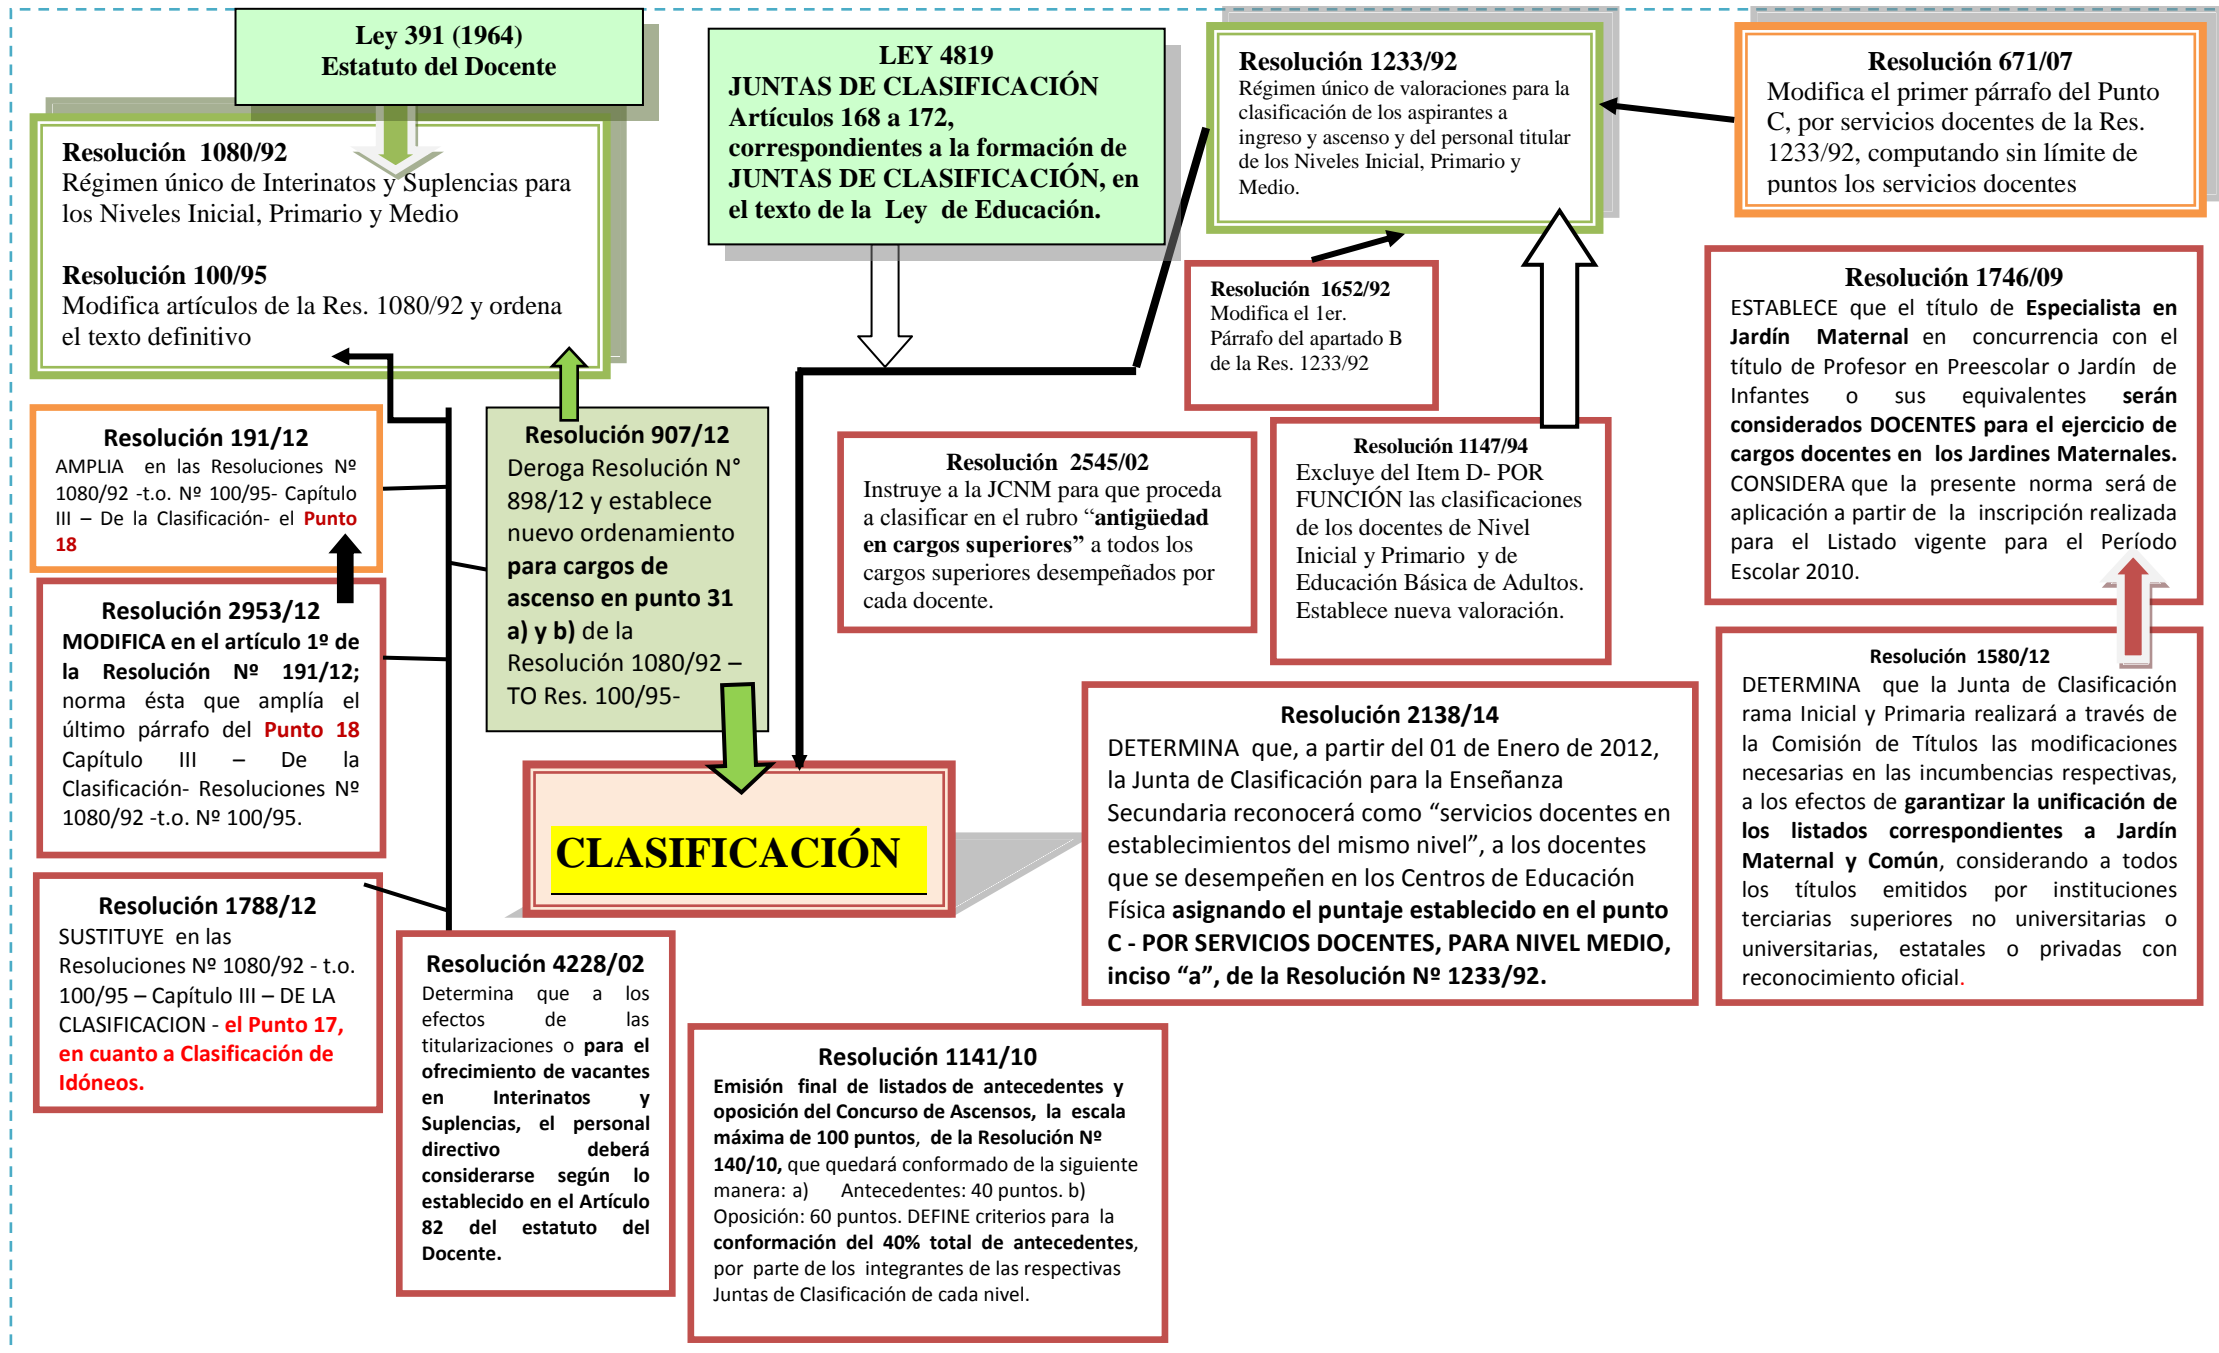 Ley 391 (1964)
Estatuto del Docente
Resolución 1080/92
Régimen único de Interinatos y Suplencias para
los Niveles Inicial, Primario y Medio
Resolución 100/95
Modifica artículos de la Res. 1080/92 y ordena
el texto definitivo
LEY 4819
JUNTAS DE CLASIFICACIÓN
Artículos 168 a 172,
correspondientes a la formación de
JUNTAS DE CLASIFICACIÓN, en
el texto de la Ley de Educación.
Resolución 1233/92
Régimen único de valoraciones para la
clasificación de los aspirantes a
ingreso y ascenso y del personal titular
de los Niveles Inicial, Primario y
Medio.
Resolución 671/07
Modifica el primer párrafo del Punto
C, por servicios docentes de la Res.
1233/92, computando sin límite de
puntos los servicios docentes
Resolución 1652/92
Modifica el 1er.
Párrafo del apartado B
de la Res. 1233/92
Resolución 1746/09
ESTABLECE que el título de Especialista en
Jardín Maternal en concurrencia con el
título de Profesor en Preescolar o Jardín de
Infantes o sus equivalentes serán
considerados DOCENTES para el ejercicio de
cargos docentes en los Jardines Maternales.
CONSIDERA que la presente norma será de
aplicación a partir de la inscripción realizada
para el Listado vigente para el Período
Escolar 2010.
Resolución 191/12
AMPLIA en las Resoluciones Nº
1080/92 -t.o. Nº 100/95- Capítulo
III – De la Clasificación- el Punto
18
Resolución 907/12
Deroga Resolución N°
898/12 y establece
nuevo ordenamiento
para cargos de
ascenso en punto 31
a) y b) de la
Resolución 1080/92 –
TO Res. 100/95-
Resolución 2545/02
Instruye a la JCNM para que proceda
a clasificar en el rubro “antigüedad
en cargos superiores” a todos los
cargos superiores desempeñados por
cada docente.
Resolución 1147/94
Excluye del Item D- POR
FUNCIÓN las clasificaciones
de los docentes de Nivel
Inicial y Primario y de
Educación Básica de Adultos.
Establece nueva valoración.
Resolución 2953/12
MODIFICA en el artículo 1º de
la Resolución Nº 191/12;
norma ésta que amplía el
último párrafo del Punto 18
Capítulo III – De la
Clasificación- Resoluciones Nº
1080/92 -t.o. Nº 100/95.
Resolución 1580/12
DETERMINA que la Junta de Clasificación
rama Inicial y Primaria realizará a través de
la Comisión de Títulos las modificaciones
necesarias en las incumbencias respectivas,
a los efectos de garantizar la unificación de
los listados correspondientes a Jardín
Maternal y Común, considerando a todos
los títulos emitidos por instituciones
terciarias superiores no universitarias o
universitarias, estatales o privadas con
reconocimiento oficial.
CLASIFICACIÓN
Resolución 2138/14
DETERMINA que, a partir del 01 de Enero de 2012,
la Junta de Clasificación para la Enseñanza
Secundaria reconocerá como “servicios docentes en
establecimientos del mismo nivel”, a los docentes
que se desempeñen en los Centros de Educación
Física asignando el puntaje establecido en el punto
C - POR SERVICIOS DOCENTES, PARA NIVEL MEDIO,
inciso “a”, de la Resolución Nº 1233/92.
Resolución 1788/12
SUSTITUYE en las
Resoluciones Nº 1080/92 - t.o.
100/95 – Capítulo III – DE LA
CLASIFICACION - el Punto 17,
en cuanto a Clasificación de
Idóneos.
Resolución 4228/02
Determina que a los
efectos de las
titularizaciones o para el
ofrecimiento de vacantes
en Interinatos y
Suplencias, el personal
directivo deberá
considerarse según lo
establecido en el Artículo
82 del estatuto del
Docente.
Resolución 1141/10
Emisión final de listados de antecedentes y
oposición del Concurso de Ascensos, la escala
máxima de 100 puntos, de la Resolución Nº
140/10, que quedará conformado de la siguiente
manera: a) Antecedentes: 40 puntos. b)
Oposición: 60 puntos. DEFINE criterios para la
conformación del 40% total de antecedentes,
por parte de los integrantes de las respectivas
Juntas de Clasificación de cada nivel.